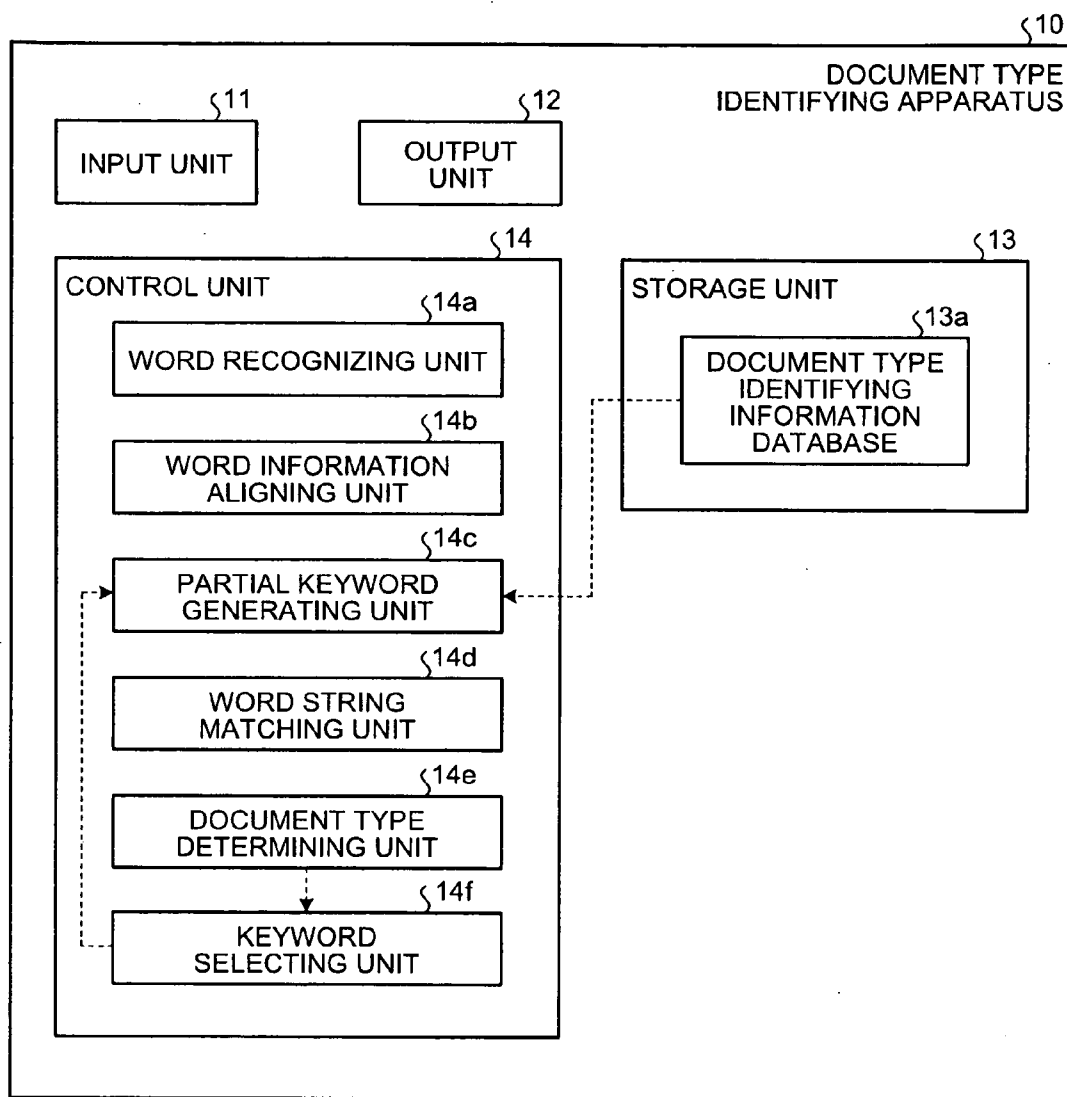 10
DOCUMENT TYPE
IDENTIFYING APPARATUS
11
INPUT UNIT
12
OUTPUT
UNIT
14
CONTROL UNIT
14a
WORD RECOGNIZING UNIT
14b
WORD INFORMATION
ALIGNING UNIT
14c
PARTIAL KEYWORD
GENERATING UNIT
14d
WORD STRING
MATCHING UNIT
14e
DOCUMENT TYPE
DETERMINING UNIT
14f
KEYWORD
SELECTING UNIT
13
STORAGE UNIT
13a
DOCUMENT TYPE
IDENTIFYING
INFORMATION
DATABASE